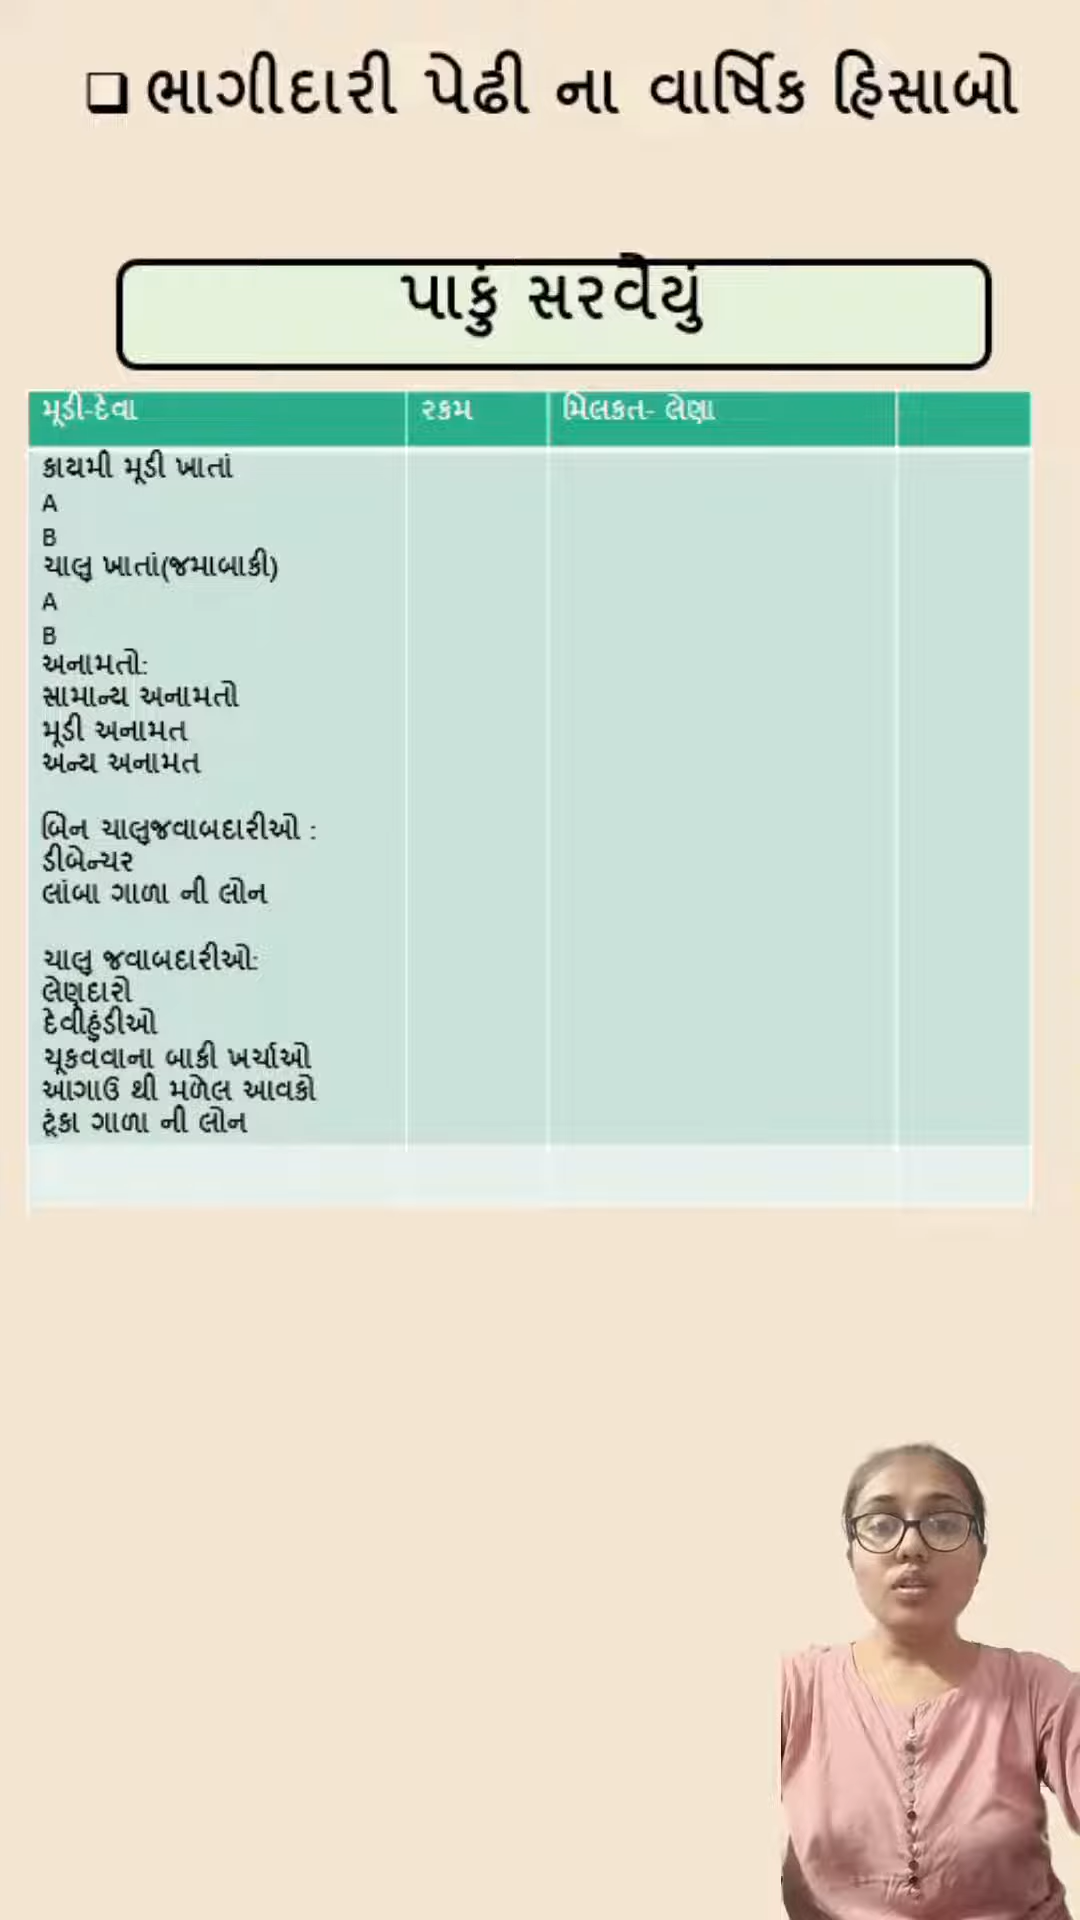 ❑ ભાગીદારી પેઢી ના વાર્ષિક હિસાબો
પાકું સરવૈયું
મૂડી-દેવા રકમ મિલકત- લેણા
કાયમી મૂડી ખાતાં
A
B
ચાલુ ખાતાં(જમાબાકી)
A
B
અનામતો:
સામાન્ય અનામતો
મૂડી અનામત
અન્ય અનામત
બિન ચાલુજવાબદારીઓ :
ડીબેન્ચર
લાંબા ગાળા ની લોન
ચાલુ જવાબદારીઓ:
લેણદારો
દેવીહુંડીઓ
ચૂકવવાના બાકી ખર્ચાઓ
આગાઉ થી મળેલ આવકો
ટૂંકા ગાળા ની લોન